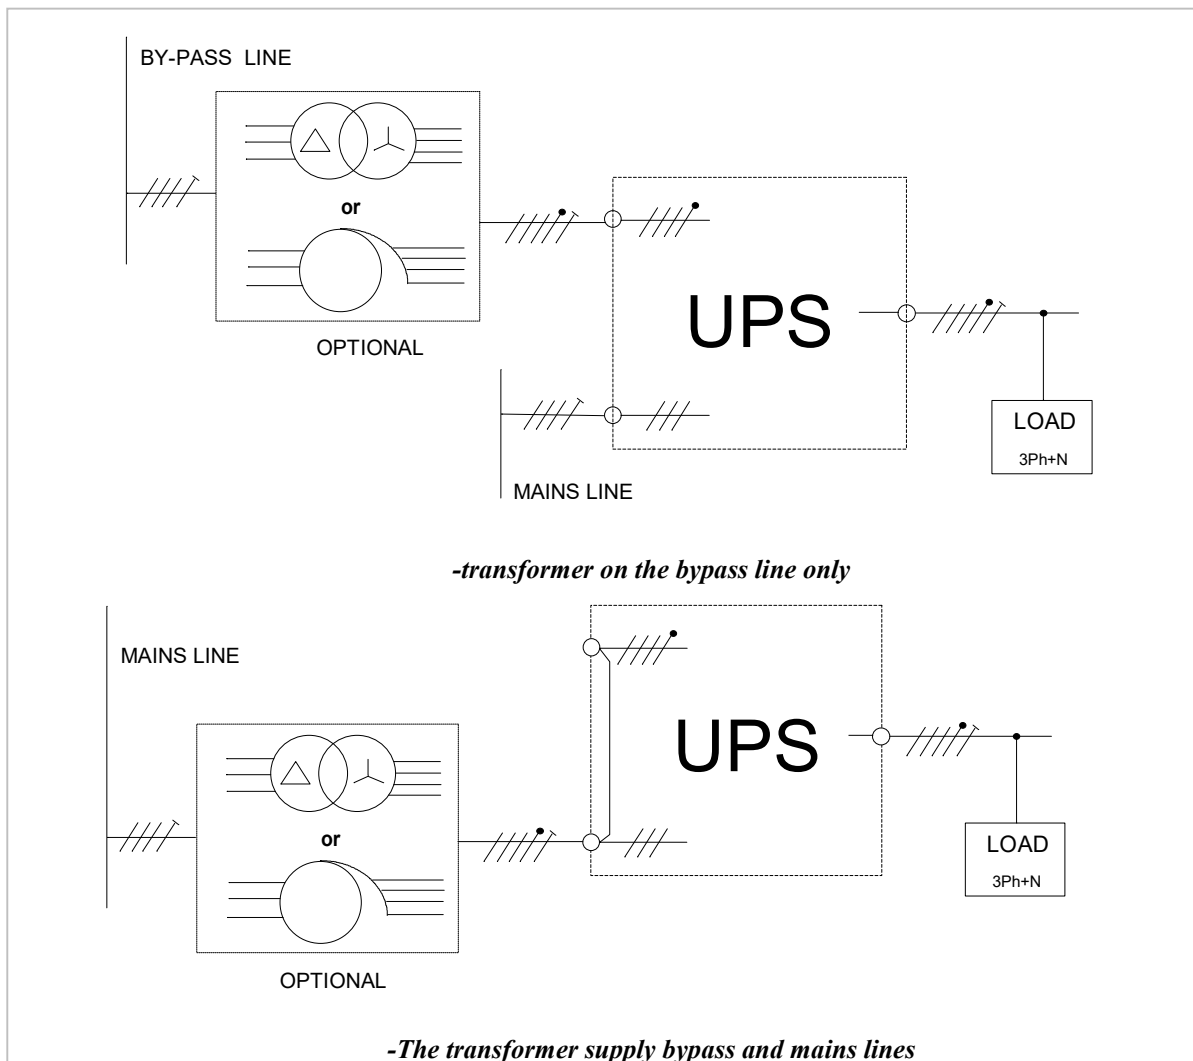 BY-PASS LINE
or
OPTIONAL
UPS
LOAD
3Ph+N
MAINS LINE
-transformer on the bypass line only
MAINS LINE
or
OPTIONAL
UPS
LOAD
3Ph+N
-The transformer supply bypass and mains lines